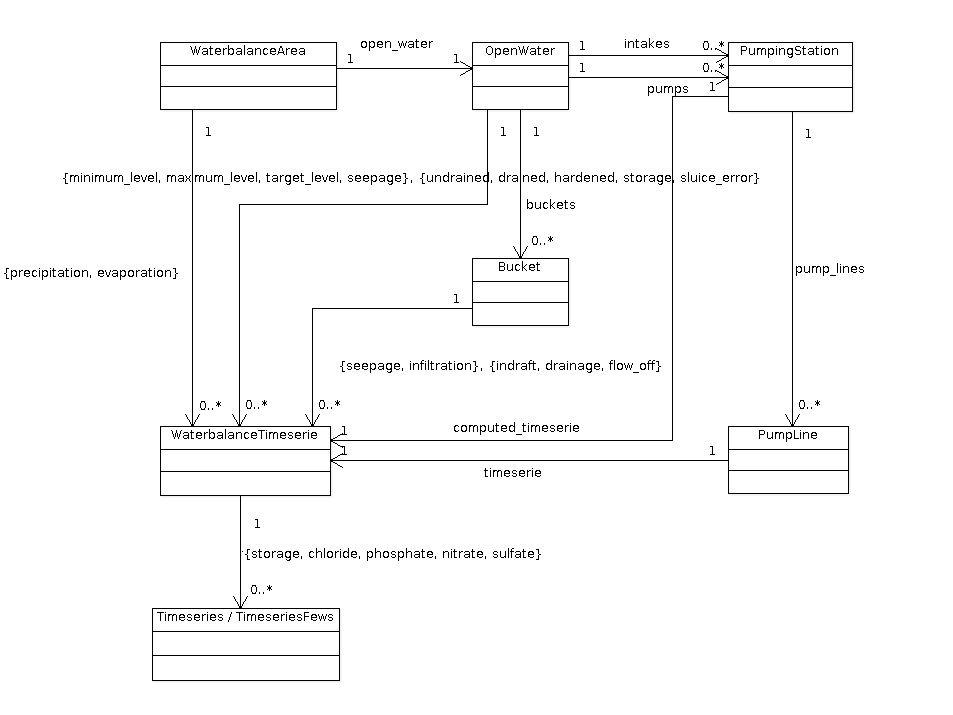 WaterbalanceArea
open_water
1
1
OpenWater
1
intakes
0..*
1
0..*
pumps
1
PumpingStation
1
1
1
1
{minimum_level, maximum_level, target_level, seepage}, {undrained, drained, hardened, storage, sluice_error}
buckets
0..*
{precipitation, evaporation}
Bucket
pump_lines
1
{seepage, infiltration}, {indraft, drainage, flow_off}
0..*
0..*
0..*
0..*
WaterbalanceTimeserie
1
computed_timeserie
PumpLine
1
1
timeserie
1
{storage, chloride, phosphate, nitrate, sulfate}
0..*
Timeseries / TimeseriesFews